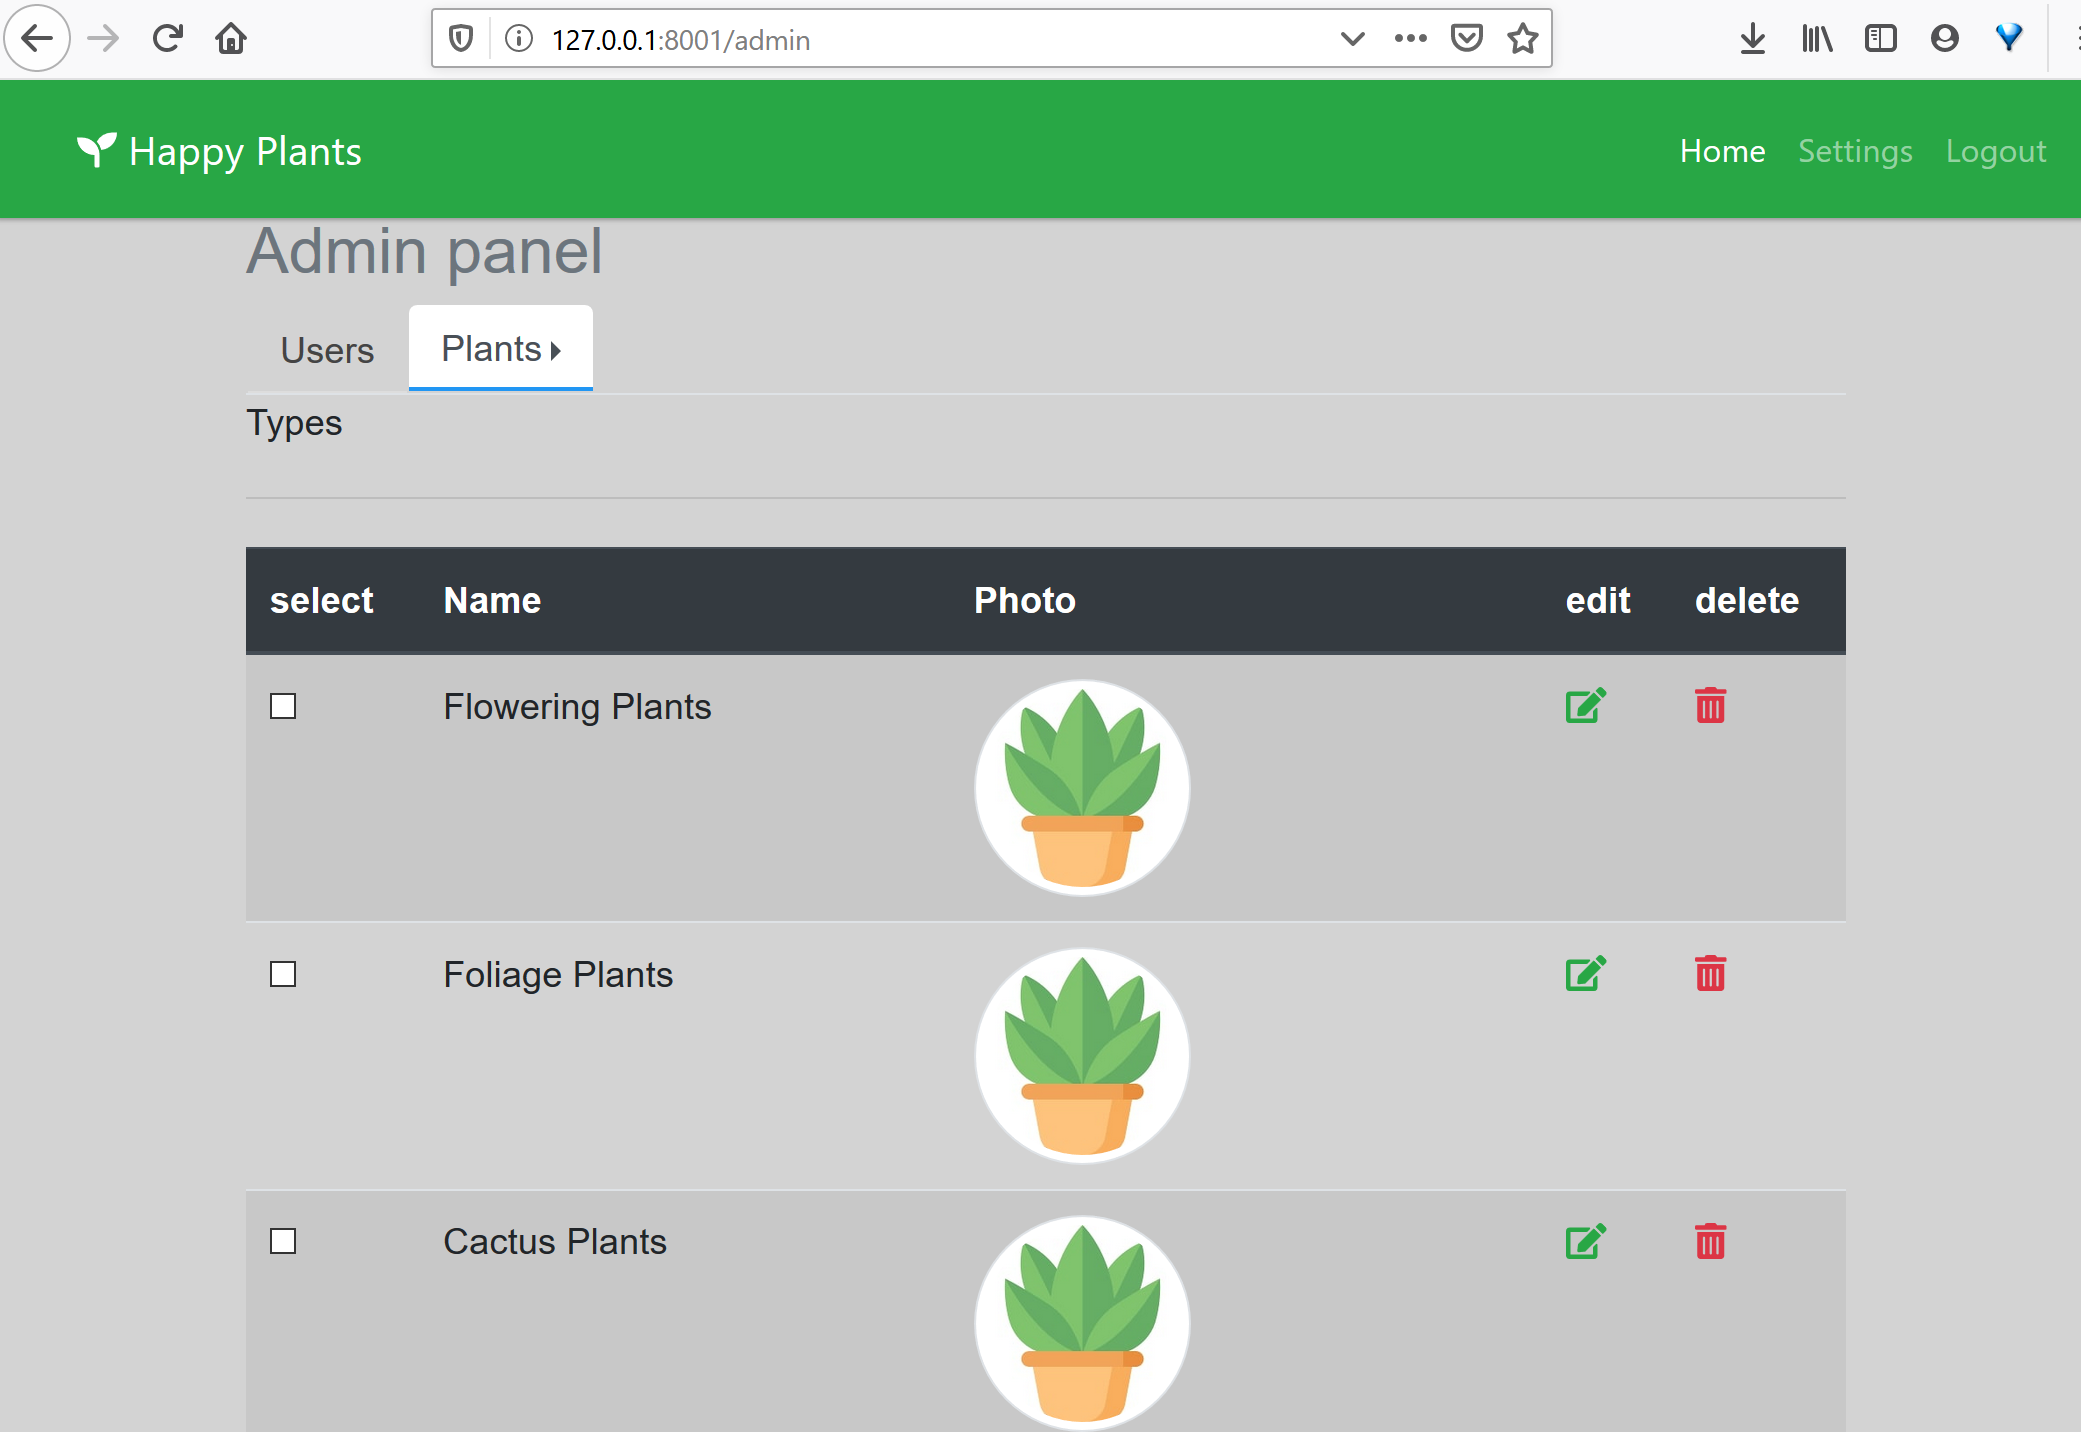 127.0.0.1:8001/admin
Happy Plants
Home Settings Logout
Admin panel
Users Plants
Types
select Name Photo edit delete
Flowering Plants
Foliage Plants
Cactus Plants